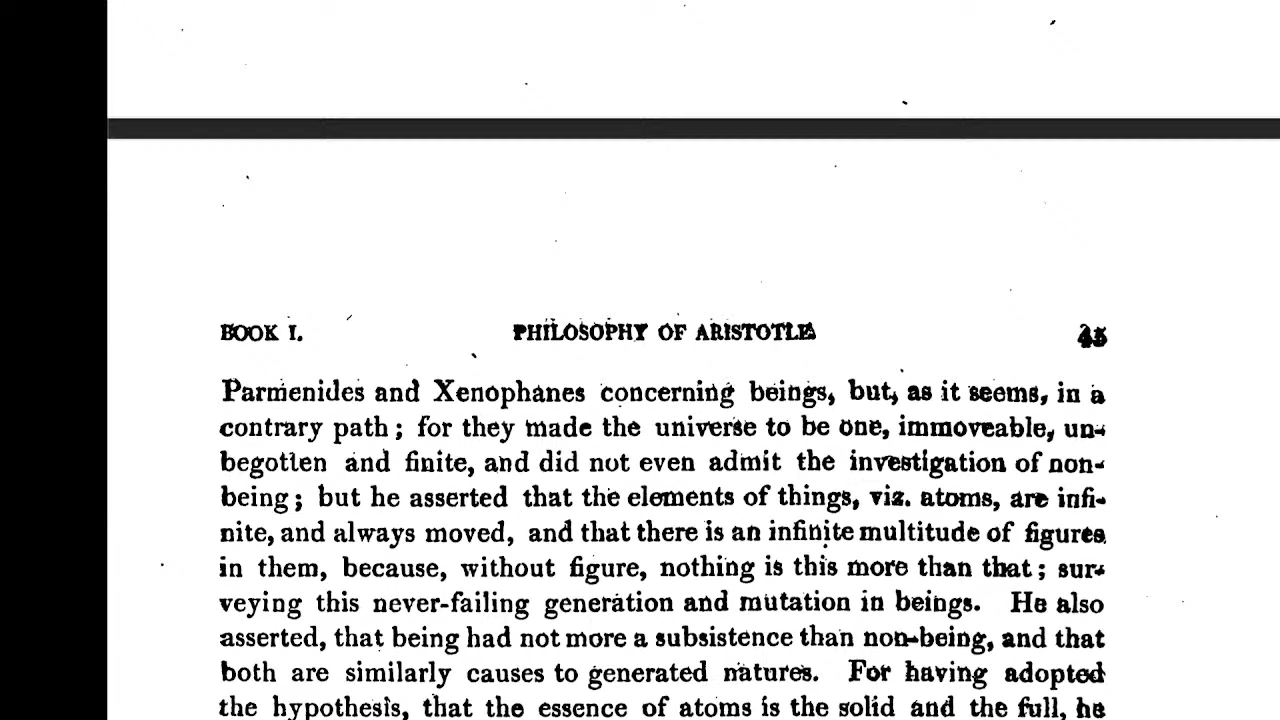 BOOK I. PHILOSOPHY OF ARISTOTLE 45
Parmenides and Xenophanes concerning beings, but, as it seems, in a
contrary path; for they made the universe to be one, immoveable, un-
begotten and finite, and did not even admit the investigation of non-
being; but he asserted that the elements of things, viz. atoms, are infi-
nite, and always moved, and that there is an infinite multitude of figures
in them, because, without figure, nothing is this more than that; sur-
veying this never-failing generation and mutation in beings. He also
asserted, that being had not more a subsistence than non-being, and that
both are similarly causes to generated natures. For having adopted
the hypothesis, that the essence of atoms is the solid and the full, he